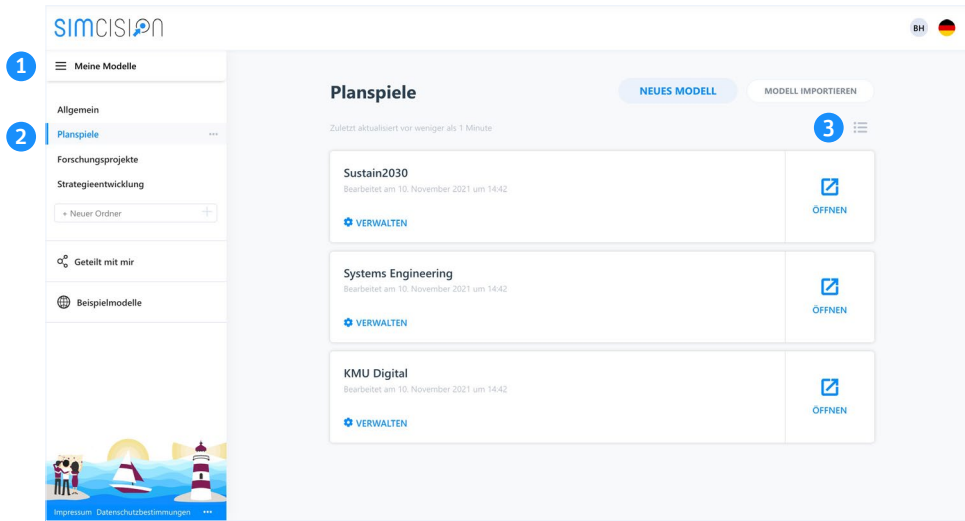 SIMCISION
BH
1
Meine Modelle
Allgemein
2
Planspiele
Forschungsprojekte
Strategieentwicklung
+ Neuer Ordner
Geteilt mit mir
Beispielmodelle
Impressum Datenschutzbestimmungen
Planspiele
NEUES MODELL
MODELL IMPORTIEREN
Zuletzt aktualisiert vor weniger als 1 Minute
3
Sustain2030
Bearbeitet am 10. November 2021 um 14:42
VERWALTEN
ÖFFNEN
Systems Engineering
Bearbeitet am 10. November 2021 um 14:42
VERWALTEN
ÖFFNEN
KMU Digital
Bearbeitet am 10. November 2021 um 14:42
VERWALTEN
ÖFFNEN